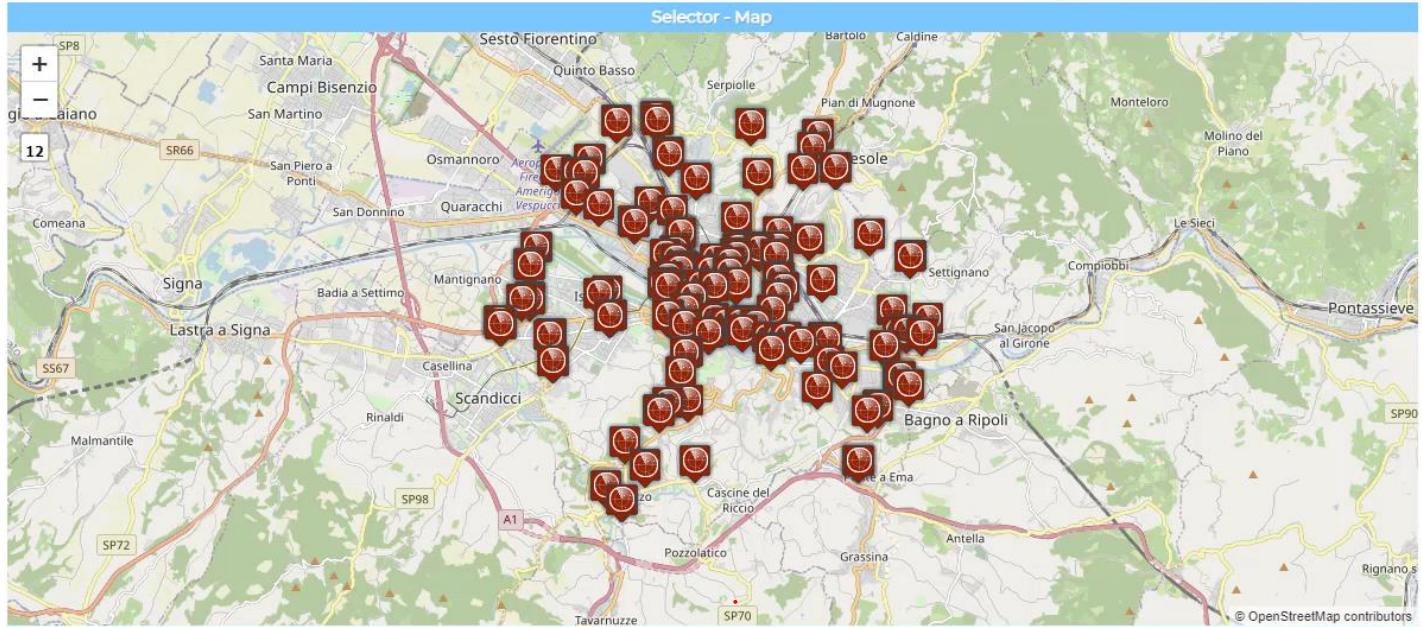 Selector - Map
+
−
12
SP8
Santa Maria
Campi Bisenzio
San Martino
SR66
San Piero a
Ponti
Comeana
San Donnino
Signa
Lastra a Signa
Badia a Settimo
SS67
Malmantile
Rinaldi
SP72
SP98
A1
Sesto Fiorentino
Quinto Basso
Serpiolle
Bartolo
Caldine
Pian di Mugnone
Monteloro
Molino del
Piano
Osmannoro
Quaracchi
Mantignano
Casellina
Scandicci
Settignano
Le Sieci
Compiobbi
Pontassieve
San Jacopo
al Girone
Bagno a Ripoli
SP90
Cascine del
Riccio
Pozzolatico
Antella
Grassina
Tavarnuzze
SP70
Rignano s
© OpenStreetMap contributors